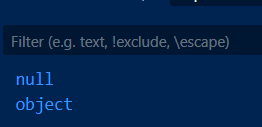 Filter (e.g. text, !exclude, \escape)
null
object